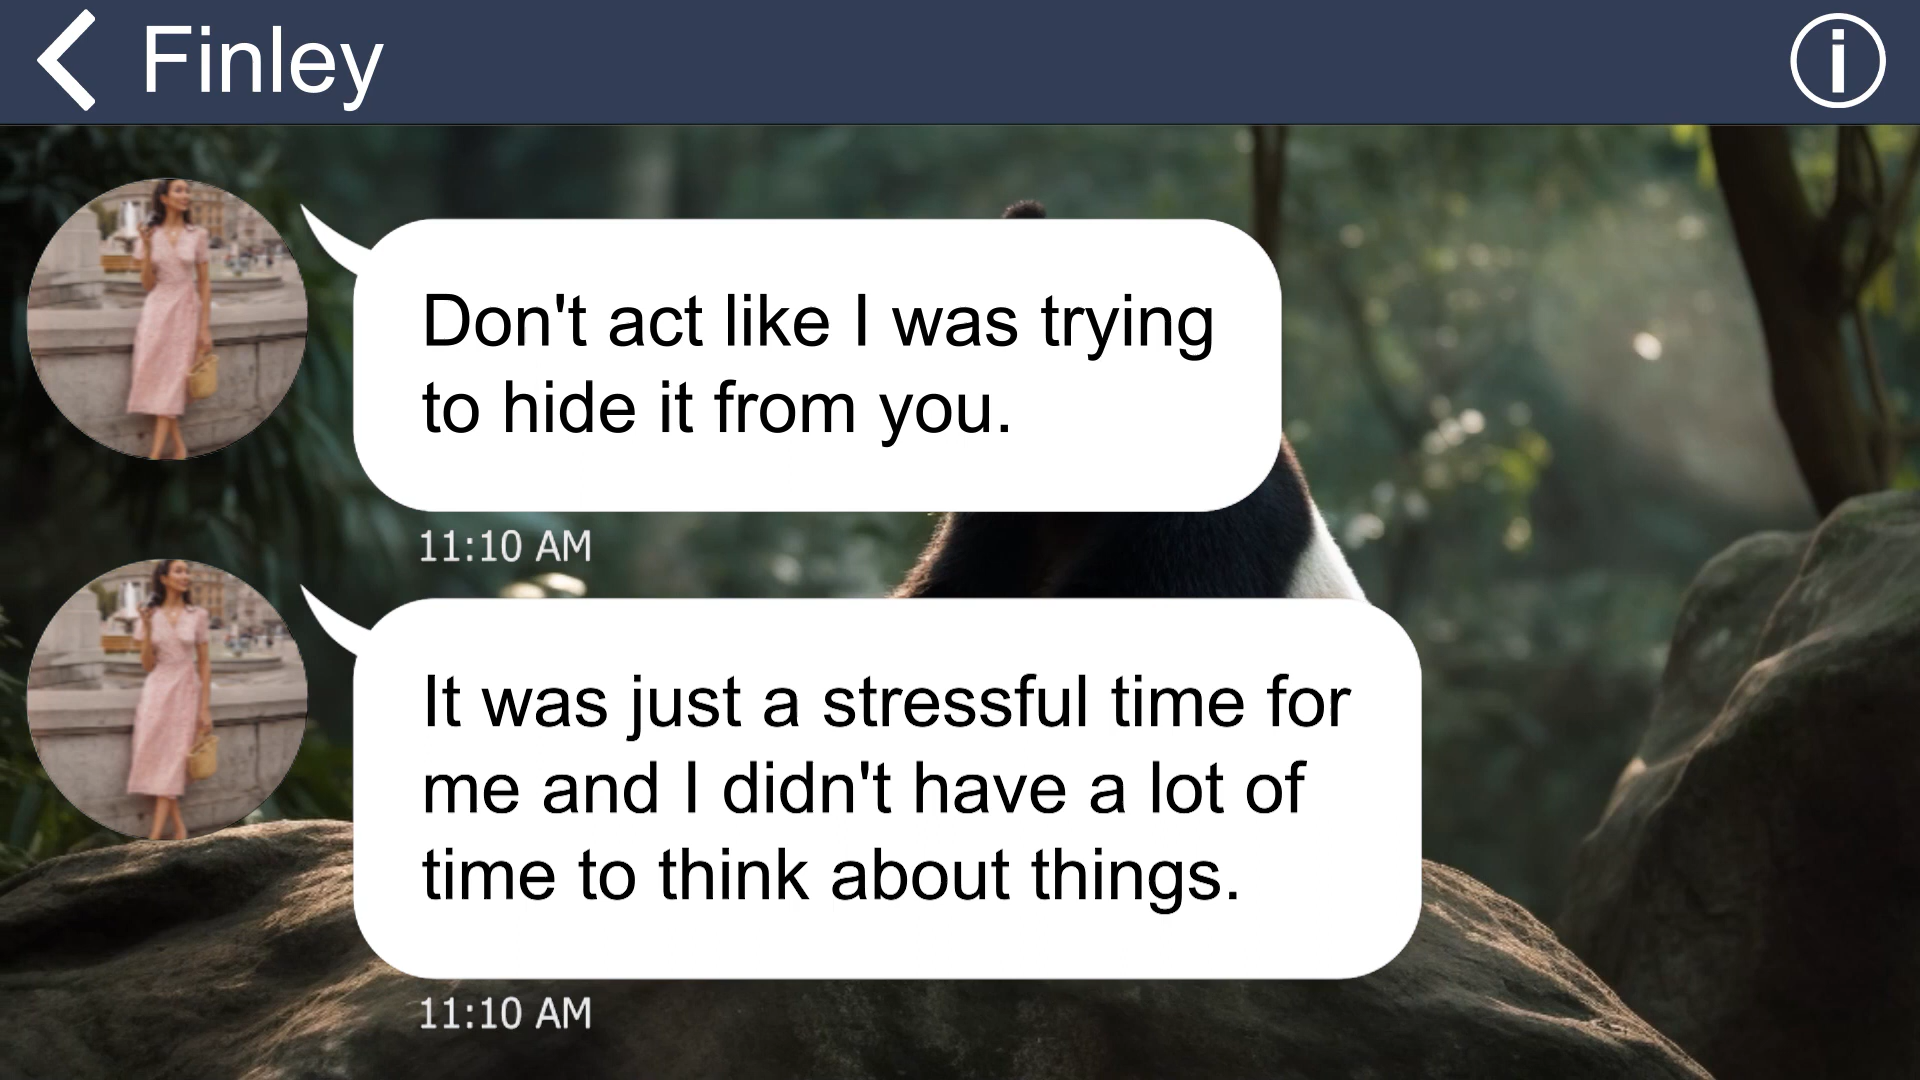 Finley
Don't act like I was trying
to hide it from you.
11:10 AM
It was just a stressful time for
me and I didn't have a lot of
time to think about things.
11:10 AM